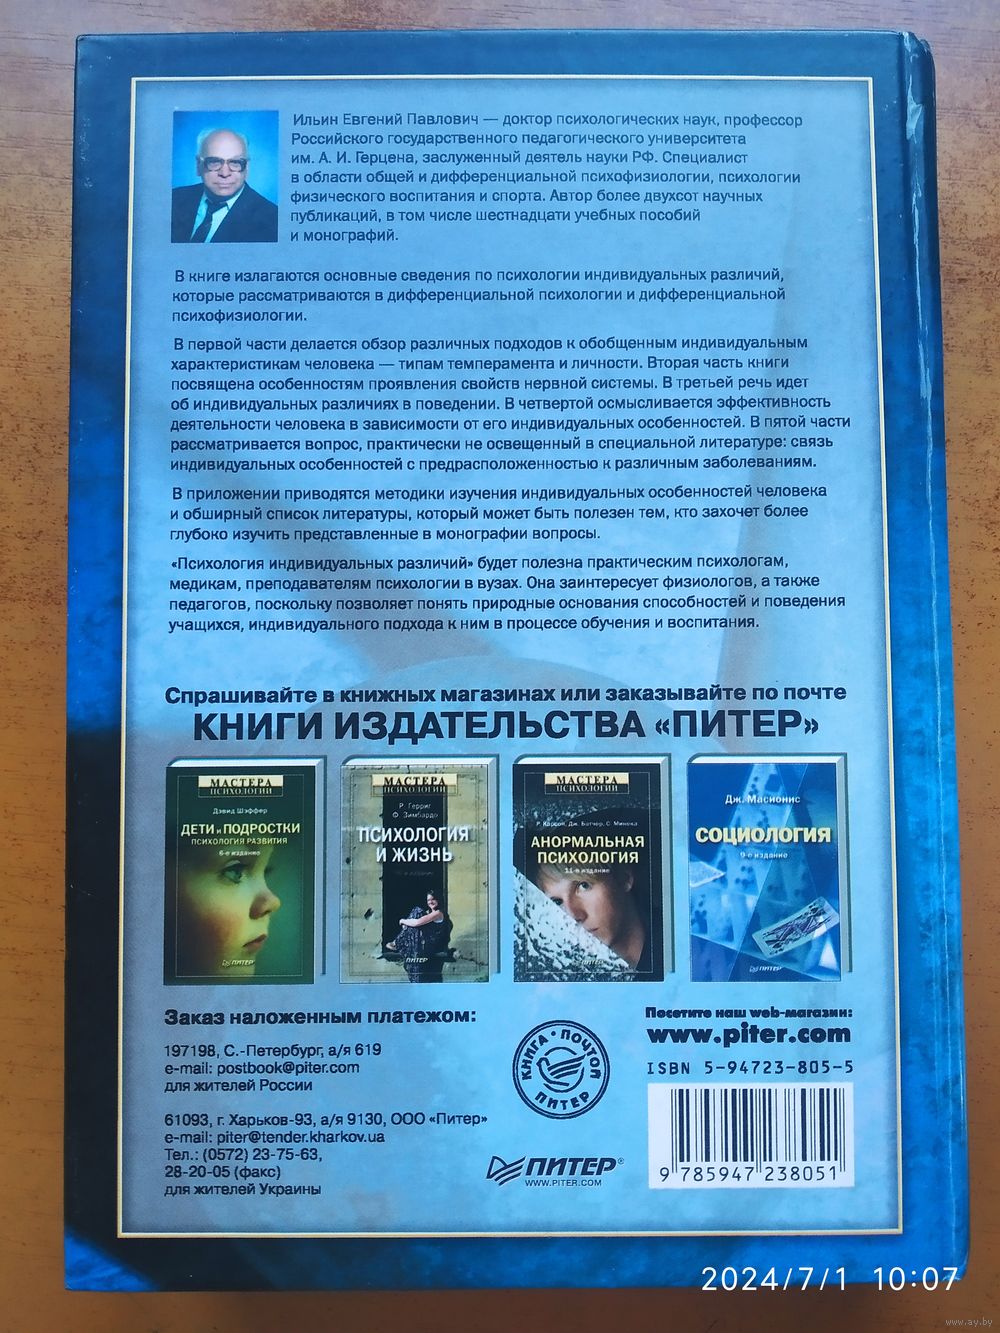 Ильин Евгений Павлович — доктор психологических наук, профессор
Российского государственного педагогического университета
им. А. И. Герцена, заслуженный деятель науки РФ. Специалист
в области общей и дифференциальной психофизиологии, психологии
физического воспитания и спорта. Автор более двухсот научных
публикаций, в том числе шестнадцати учебных пособий
и монографий.
В книге излагаются основные сведения по психологии индивидуальных различий,
которые рассматриваются в дифференциальной психологии и дифференциальной
психофизиологии.
В первой части делается обзор различных подходов к обобщенным индивидуальным
характеристикам человека — типам темперамента и личности. Вторая часть книги
посвящена особенностям проявления свойств нервной системы. В третьей речь идет
об индивидуальных различиях в поведении. В четвертой осмысливается эффективность
деятельности человека в зависимости от его индивидуальных особенностей. В пятой части
рассматривается вопрос, практически не освещенный в специальной литературе: связь
индивидуальных особенностей с предрасположенностью к различным заболеваниям.
В приложении приводятся методики изучения индивидуальных особенностей человека
и обширный список литературы, который может быть полезен тем, кто захочет более
глубоко изучить представленные в монографии вопросы.
«Психология индивидуальных различий» будет полезна практическим психологам,
медикам, преподавателям психологии в вузах. Она заинтересует физиологов, а также
педагогов, поскольку позволяет понять природные основания способностей и поведения
учащихся, индивидуального подхода к ним в процессе обучения и воспитания.
Спрашивайте в книжных магазинах или заказывайте по почте
КНИГИ ИЗДАТЕЛЬСТВА «ПИТЕР»
МАСТЕРА
ПСИХОЛОГИИ
Дэвид Шэффер
ДЕТИ и ПОДРОСТКИ
ПСИХОЛОГИЯ РАЗВИТИЯ
6-е издание
ПИТЕР
МАСТЕРА
ПСИХОЛОГИИ
Р. Герриг
Ф. Зимбардо
ПСИХОЛОГИЯ
И ЖИЗНЬ
издание
ПИТЕР
МАСТЕРА
ПСИХОЛОГИИ
Р. Карсон, Дж. Батчер, С. Минека
АНОРМАЛЬНАЯ
ПСИХОЛОГИЯ
11-е издание
ПИТЕР
Дж. Масионис
СОЦИОЛОГИЯ
9-е издание
ПИТЕР
Заказ наложенным платежом:
197198, С.-Петербург, а/я 619
e-mail: postbook@piter.com
для жителей России
61093, г. Харьков-93, а/я 9130, ООО «Питер»
e-mail: piter@tender.kharkov.ua
Тел.: (0572) 23-75-63,
28-20-05 (факс)
для жителей Украины
КНИГА • ПОЧТОЙ
ПИТЕР
ПИТЕР®
WWW.PITER.COM
Посетите наш web-магазин:
www.piter.com
ISBN 5-94723-805-5
9 785947 238051
2024/7/1 10:07
www.ay.by